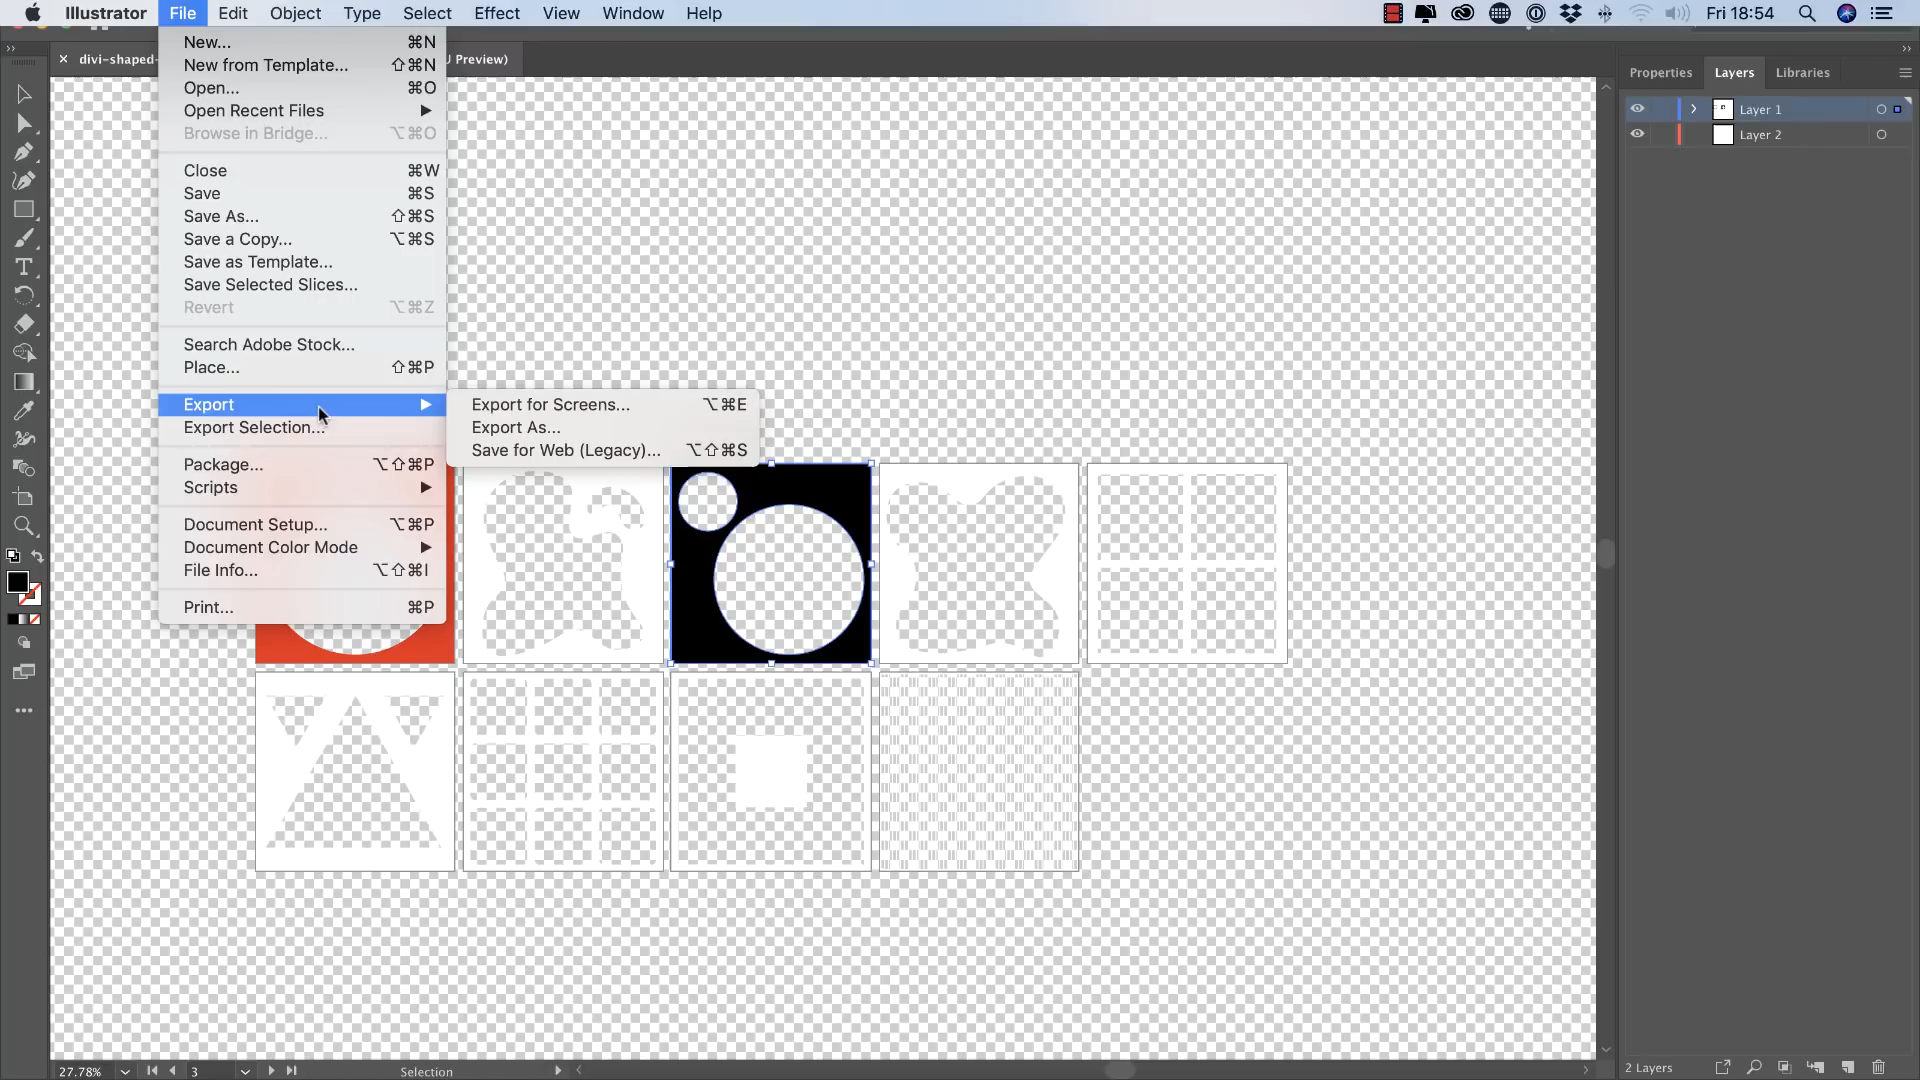 Illustrator File Edit Object Type Select Effect View Window Help Fri 18:54
× divi-shaped- J Preview)
New... ⌘N
New from Template... ⇧⌘N
Open... ⌘O
Open Recent Files ▶
Browse in Bridge... ⌥⌘O
Close ⌘W
Save ⌘S
Save As... ⇧⌘S
Save a Copy... ⌥⌘S
Save as Template...
Save Selected Slices...
Revert ⌥⌘Z
Search Adobe Stock...
Place... ⇧⌘P
Export ▶
Export Selection...
Package... ⌥⇧⌘P
Scripts ▶
Document Setup... ⌥⌘P
Document Color Mode ▶
File Info... ⌥⇧⌘I
Print... ⌘P
Export for Screens... ⌥⌘E
Export As...
Save for Web (Legacy)... ⌥⇧⌘S
Properties Layers Libraries
Layer 1
Layer 2
27.78% 3 Selection
2 Layers